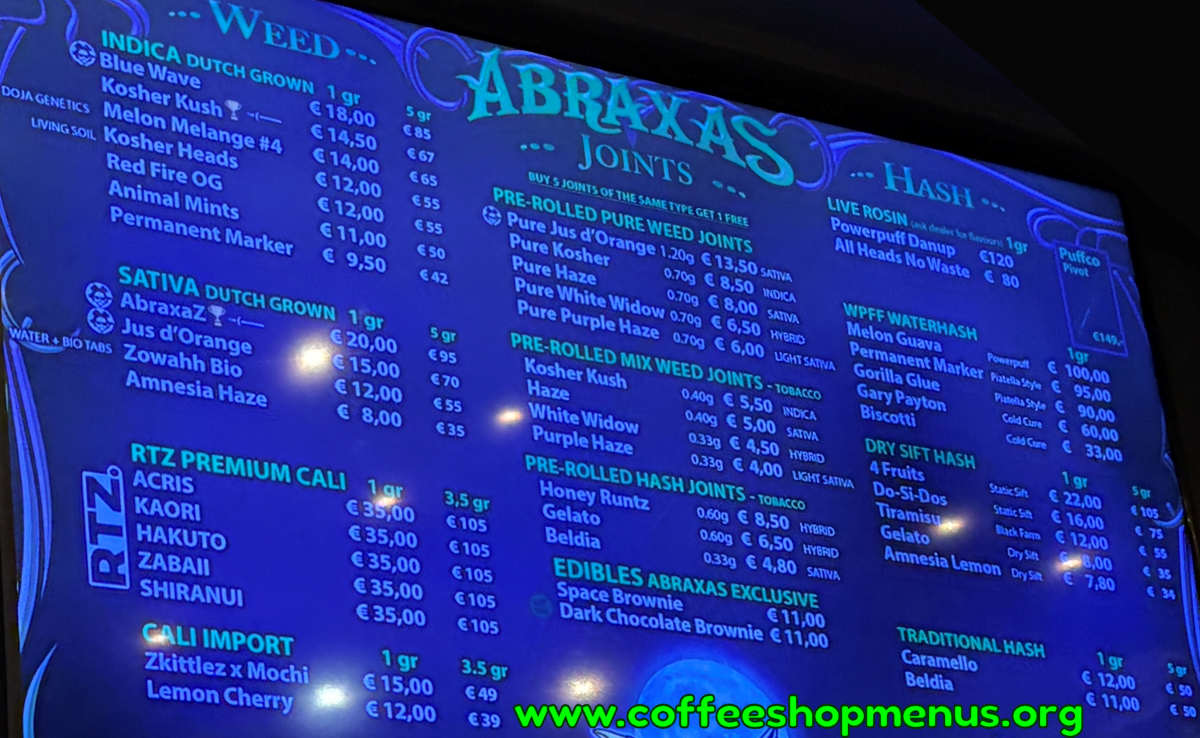 WEED
INDICA DUTCH GROWN 1 gr 5 gr
Blue Wave € 18,00 € 85
Kosher Kush € 14,50 € 67
DOJA GENETICS Melon Melange #4 € 14,00 € 65
LIVING SOIL Kosher Heads € 12,00 € 55
Red Fire OG € 12,00 € 55
Animal Mints € 11,00 € 50
Permanent Marker € 9,50 € 42
SATIVA DUTCH GROWN 1 gr 5 gr
AbraxaZ € 20,00 € 95
Jus d'Orange € 15,00 € 70
WATER + BIO TABS Zowahh Bio € 12,00 € 55
Amnesia Haze € 8,00 € 35
RTZ PREMIUM CALI 1 gr 3,5 gr
RTZ.
ACRIS € 35,00 € 105
KAORI € 35,00 € 105
HAKUTO € 35,00 € 105
ZABAII € 35,00 € 105
SHIRANUI € 35,00 € 105
CALI IMPORT 1 gr 3.5 gr
Zkittlez x Mochi € 15,00 € 49
Lemon Cherry € 12,00 € 39
ABRAXAS
JOINTS
BUY 5 JOINTS OF THE SAME TYPE GET 1 FREE
PRE-ROLLED PURE WEED JOINTS
Pure Jus d'Orange 1.20g € 13,50 SATIVA
Pure Kosher 0.70g € 8,50 INDICA
Pure Haze 0.70g € 8,00 SATIVA
Pure White Widow 0.70g € 6,50 HYBRID
Pure Purple Haze 0.70g € 6,00 LIGHT SATIVA
PRE-ROLLED MIX WEED JOINTS - TOBACCO
Kosher Kush 0.40g € 5,50 INDICA
Haze 0.40g € 5,00 SATIVA
White Widow 0.33g € 4,50 HYBRID
Purple Haze 0.33g € 4,00 LIGHT SATIVA
PRE-ROLLED HASH JOINTS - TOBACCO
Honey Runtz 0.60g € 8,50 HYBRID
Gelato 0.60g € 6,50 HYBRID
Beldia 0.33g € 4,80 SATIVA
EDIBLES ABRAXAS EXCLUSIVE
Space Brownie € 11,00
Dark Chocolate Brownie € 11,00
HASH
LIVE ROSIN (ask dealer for flavours) 1gr
Powerpuff Danup €120
All Heads No Waste € 80
Puffco
Pivot
€149,-
WPFF WATERHASH 1gr
Melon Guava Powerpuff € 100,00
Permanent Marker Piatella Style € 95,00
Gorilla Glue Piatella Style € 90,00
Gary Payton Cold Cure € 60,00
Biscotti Cold Cure € 33,00
DRY SIFT HASH 1 gr 5 gr
4 Fruits Static Sift € 22,00 € 105
Do-Si-Dos Static Sift € 16,00 € 75
Tiramisu Black Farm € 12,00 € 55
Gelato Dry Sift € 8,00 € 35
Amnesia Lemon Dry Sift € 7,80 € 34
TRADITIONAL HASH 1 gr 5 gr
Caramello € 12,00 € 50
Beldia € 11,00 € 50
www.coffeeshopmenus.org